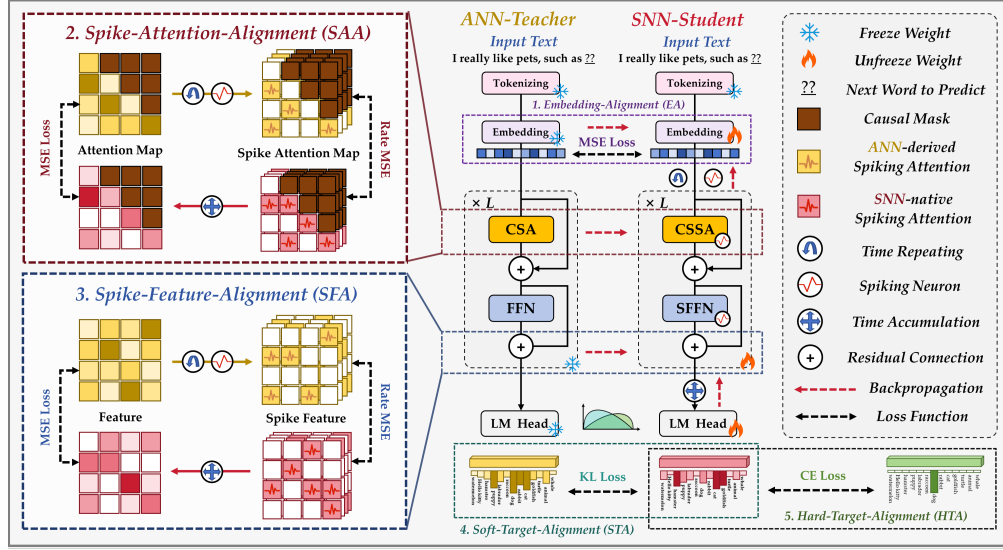 2. Spike-Attention-Alignment (SAA)
MSE Loss
Attention Map
Spike Attention Map
Rate MSE
3. Spike-Feature-Alignment (SFA)
MSE Loss
Feature
Spike Feature
Rate MSE
ANN-Teacher
SNN-Student
Input Text
Input Text
I really like pets, such as ??
I really like pets, such as ??
Tokenizing
Tokenizing
1. Embedding-Alignment (EA)
Embedding
Embedding
MSE Loss
× L
× L
CSA
CSSA
+
+
FFN
SFFN
+
+
LM Head
LM Head
KL Loss
CE Loss
4. Soft-Target-Alignment (STA)
5. Hard-Target-Alignment (HTA)
Freeze Weight
Unfreeze Weight
??
Next Word to Predict
Causal Mask
ANN-derived
Spiking Attention
SNN-native
Spiking Attention
Time Repeating
Spiking Neuron
Time Accumulation
+
Residual Connection
Backpropagation
Loss Function